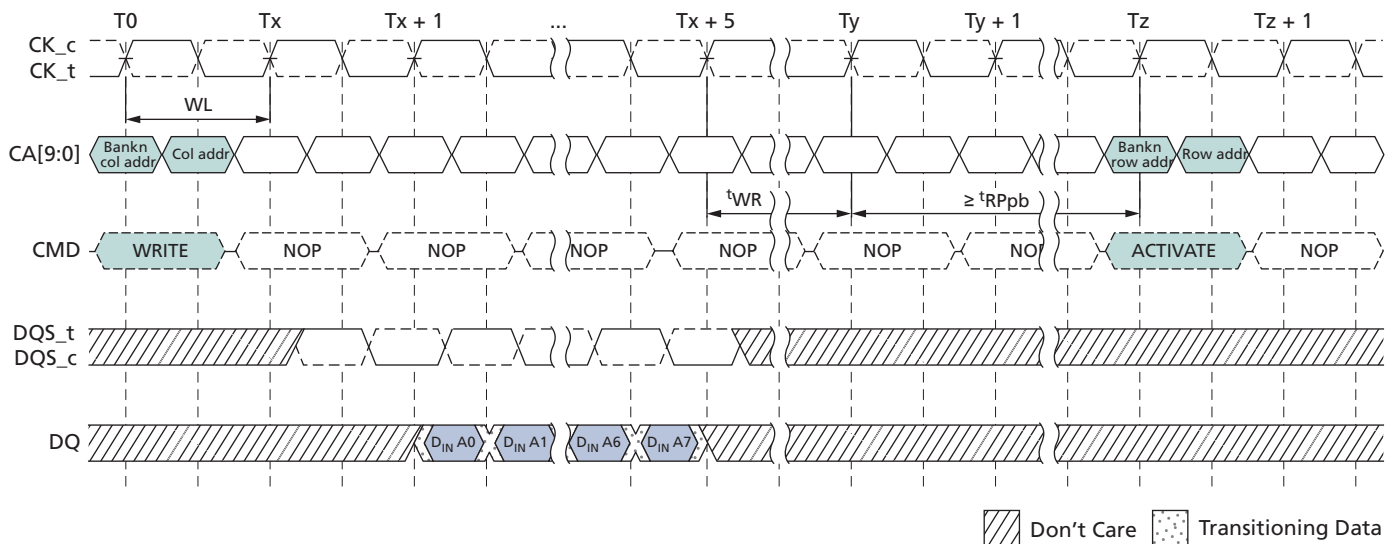 T0 Tx Tx + 1 ... Tx + 5 Ty Ty + 1 Tz Tz + 1
CK_c
CK_t
WL
CA[9:0] Bankn col addr Col addr Bankn row addr Row addr
tWR ≥ tRPpb
CMD WRITE NOP NOP NOP NOP NOP NOP ACTIVATE NOP
DQS_t
DQS_c
DQ DIN A0 DIN A1 DIN A6 DIN A7
Don't Care Transitioning Data